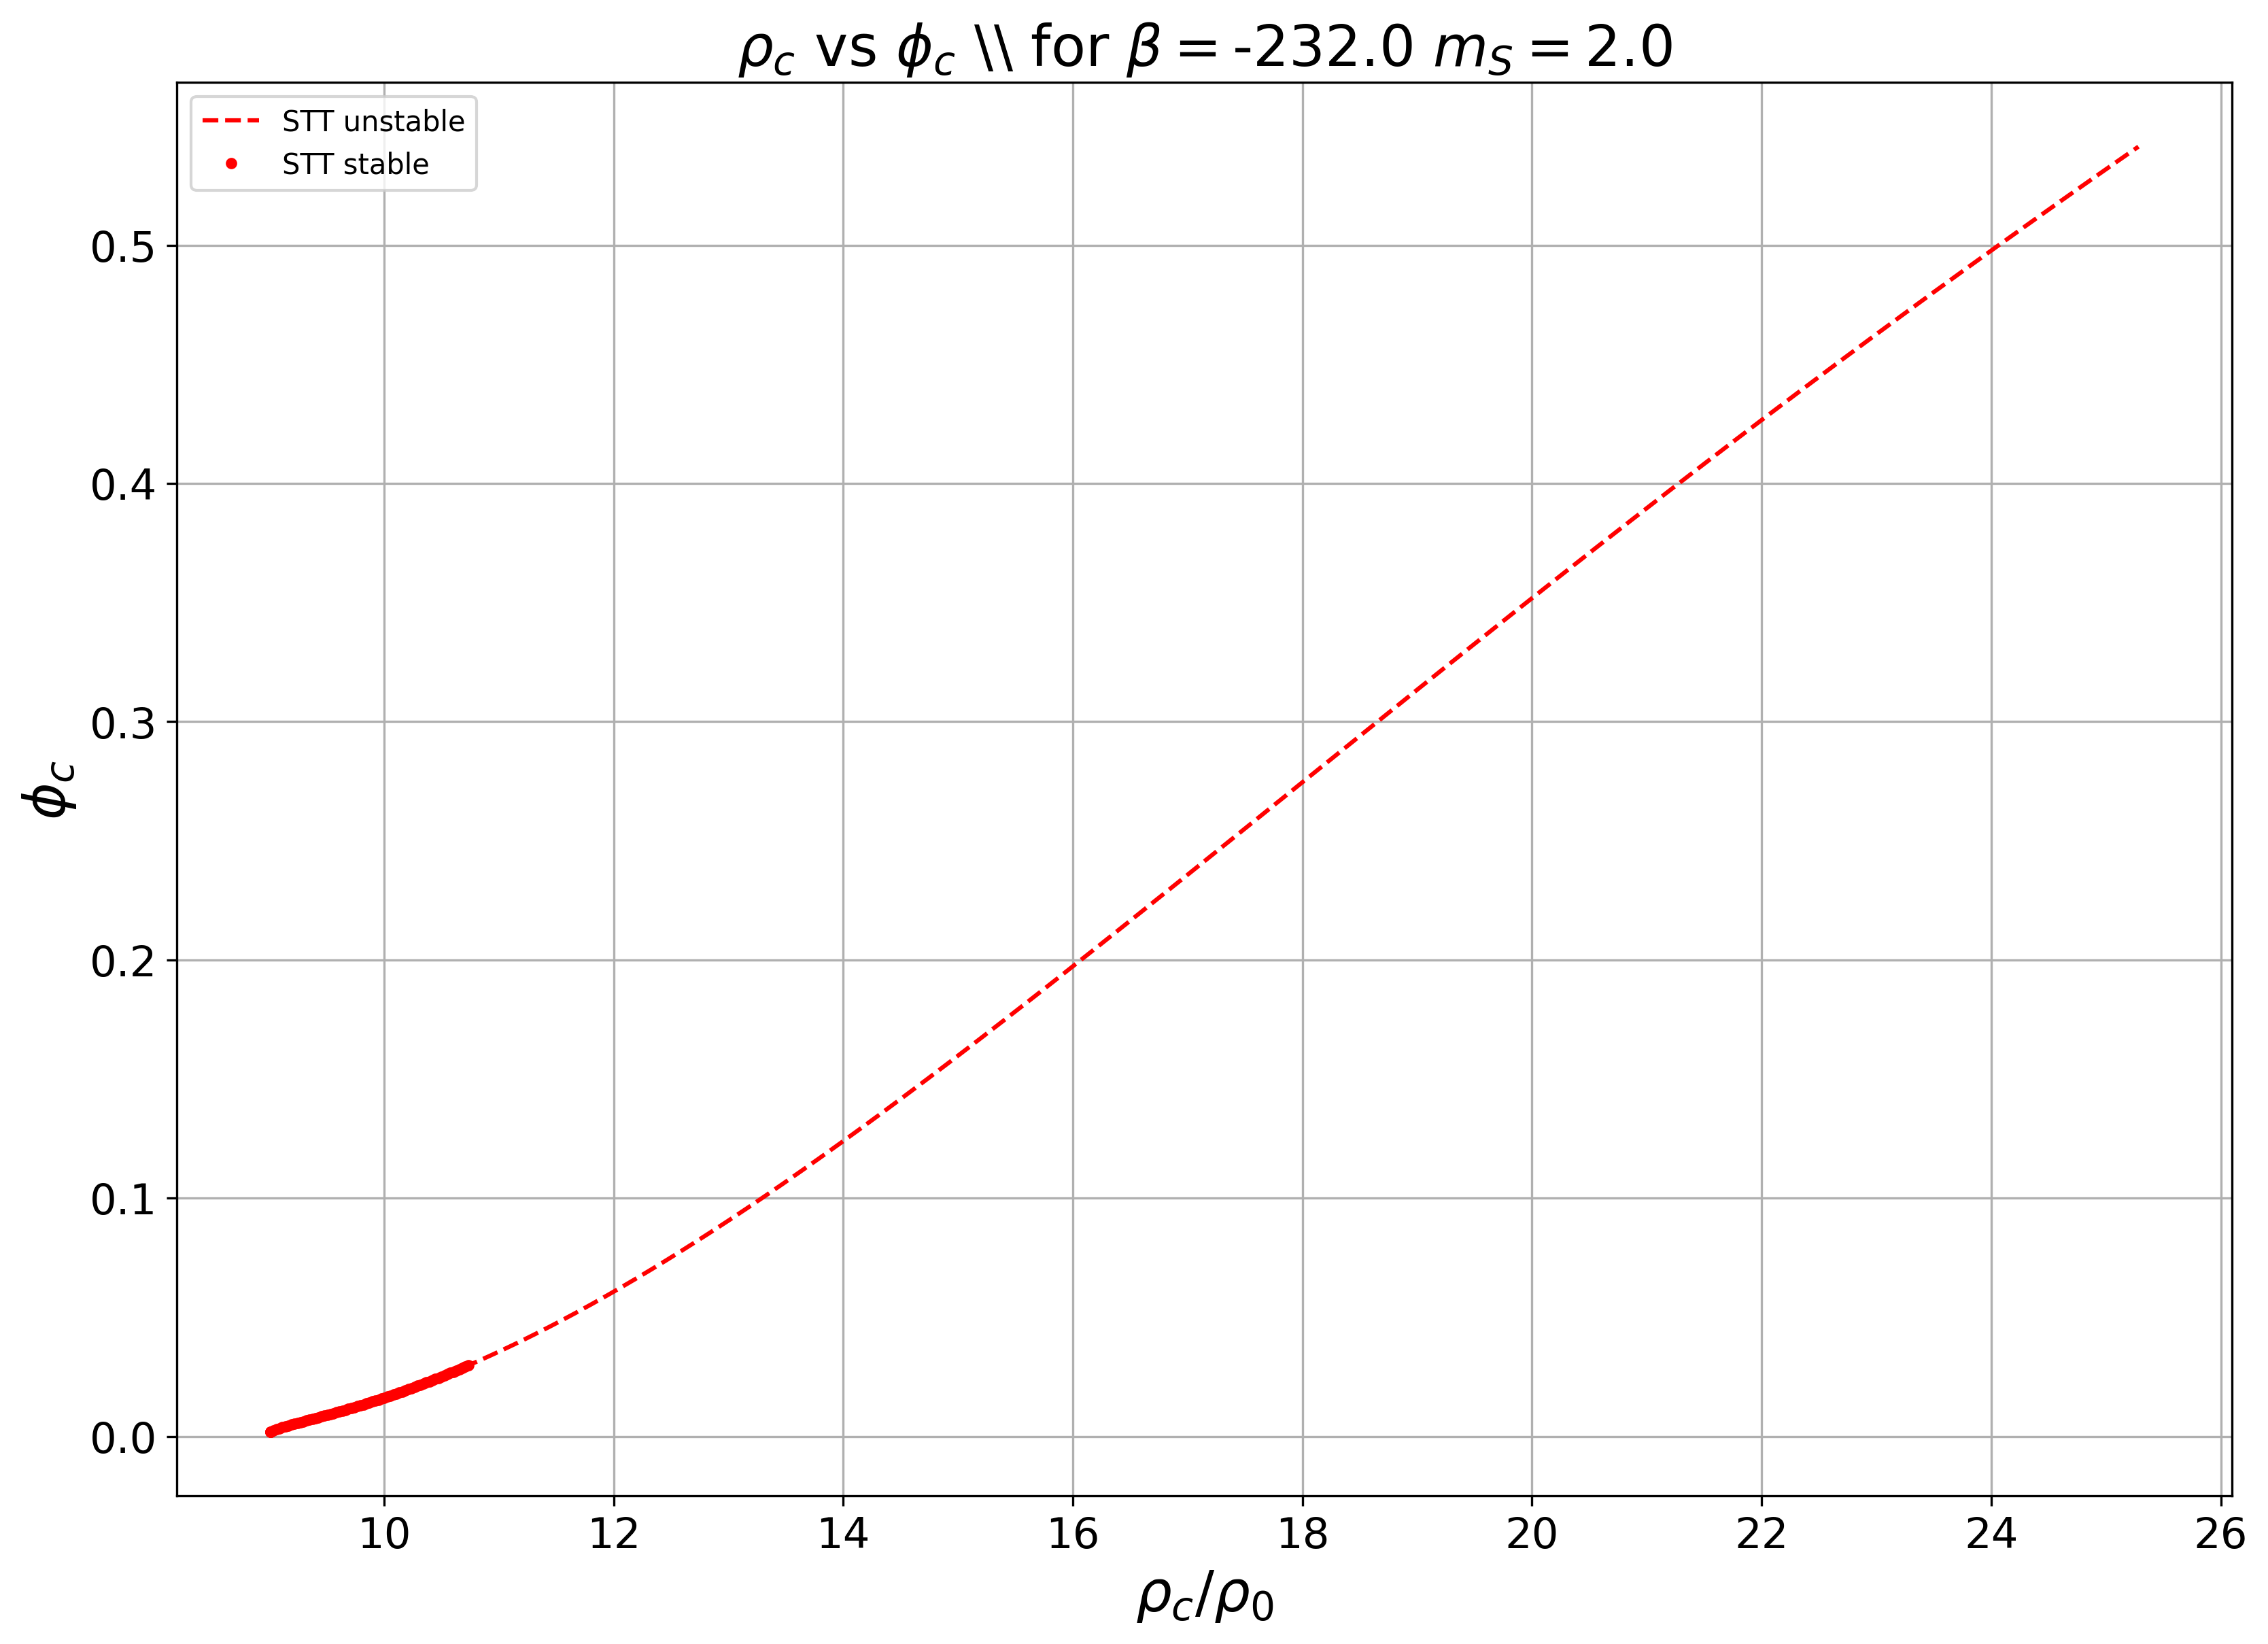 ρc vs ϕc \\ for β = -232.0 mS = 2.0
STT unstable
STT stable
ϕc
0.5
0.4
0.3
0.2
0.1
0.0
10 12 14 16 18 20 22 24 26
ρc/ρ0